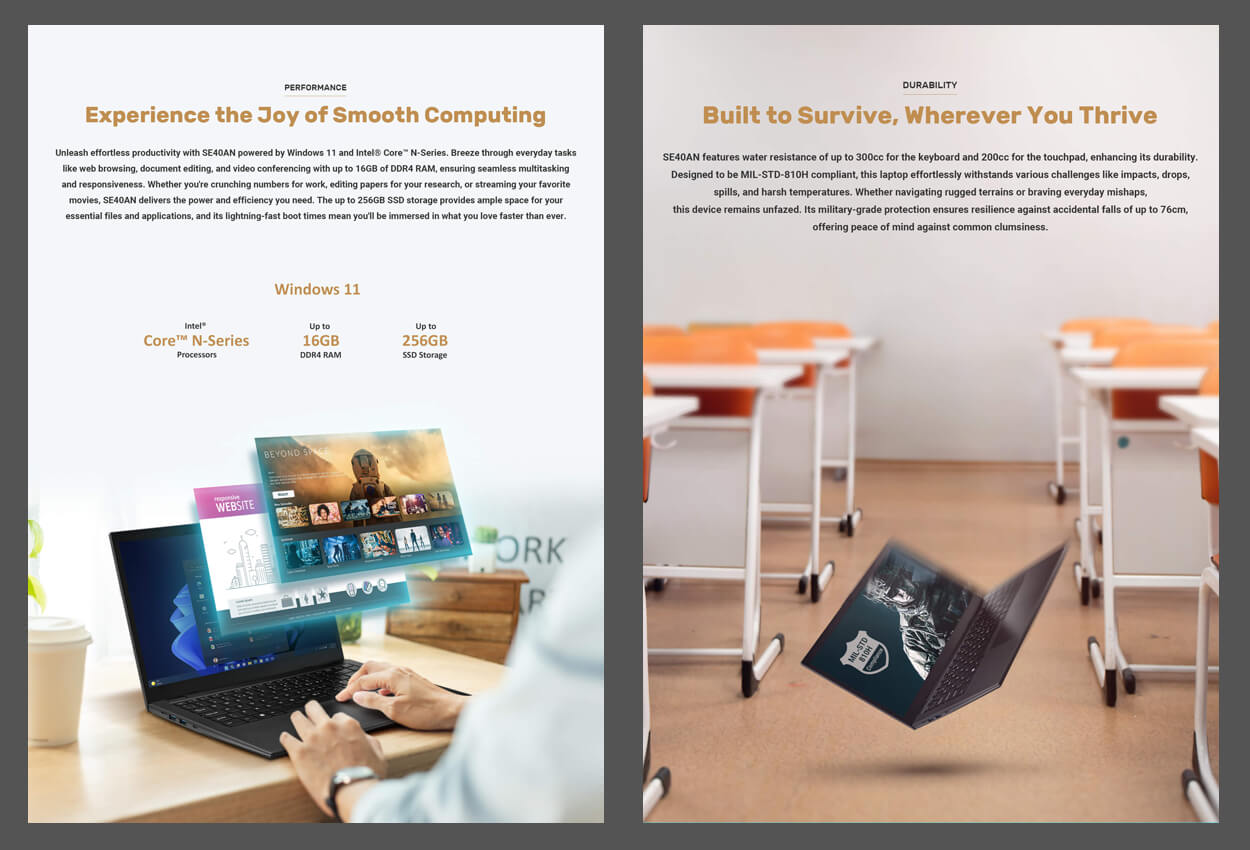 PERFORMANCE
Experience the Joy of Smooth Computing
Unleash effortless productivity with SE40AN powered by Windows 11 and Intel® Core™ N-Series. Breeze through everyday tasks
like web browsing, document editing, and video conferencing with up to 16GB of DDR4 RAM, ensuring seamless multitasking
and responsiveness. Whether you're crunching numbers for work, editing papers for your research, or streaming your favorite
movies, SE40AN delivers the power and efficiency you need. The up to 256GB SSD storage provides ample space for your
essential files and applications, and its lightning-fast boot times mean you'll be immersed in what you love faster than ever.
Windows 11
Intel®
Core™ N-Series
Processors
Up to
16GB
DDR4 RAM
Up to
256GB
SSD Storage
BEYOND SPACE
responsive
WEBSITE
ORK
DURABILITY
Built to Survive, Wherever You Thrive
SE40AN features water resistance of up to 300cc for the keyboard and 200cc for the touchpad, enhancing its durability.
Designed to be MIL-STD-810H compliant, this laptop effortlessly withstands various challenges like impacts, drops,
spills, and harsh temperatures. Whether navigating rugged terrains or braving everyday mishaps,
this device remains unfazed. Its military-grade protection ensures resilience against accidental falls of up to 76cm,
offering peace of mind against common clumsiness.
MIL-STD
810H
Compliance